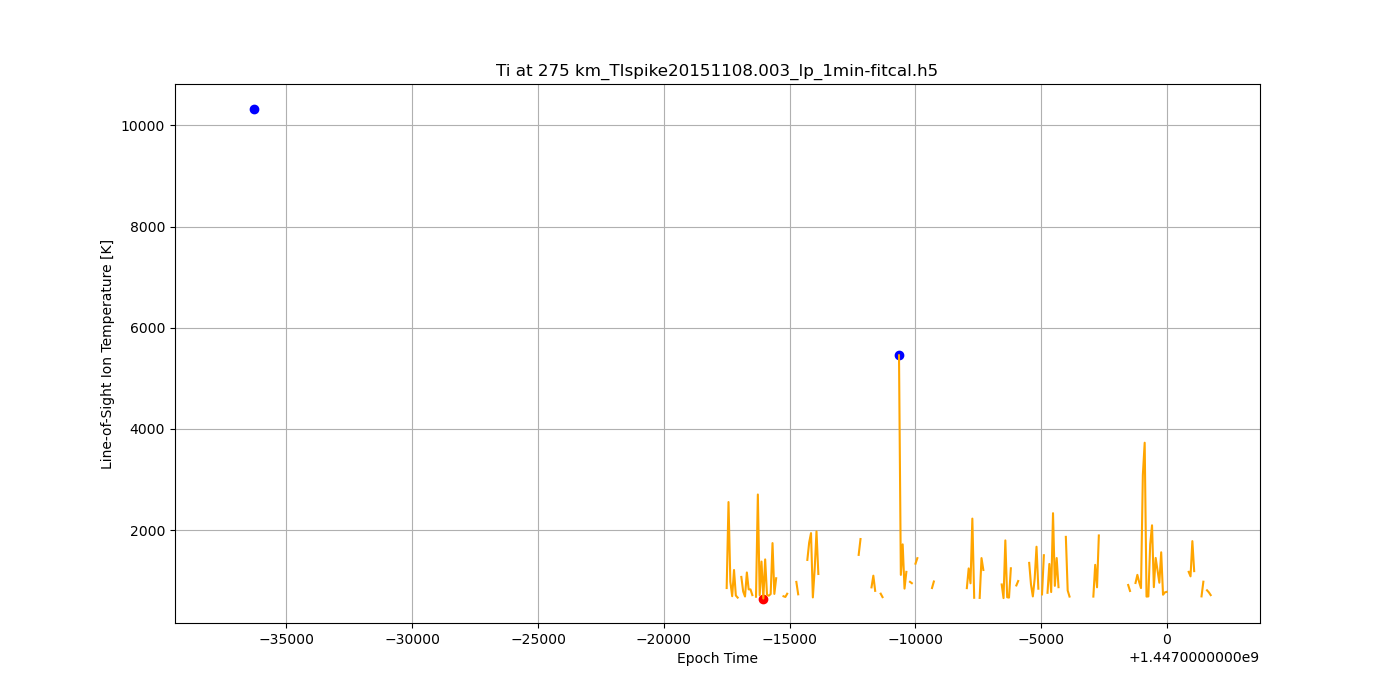 Ti at 275 km_TIspike20151108.003_lp_1min-fitcal.h5
Line-of-Sight Ion Temperature [K]
10000
8000
6000
4000
2000
−35000 −30000 −25000 −20000 −15000 −10000 −5000 0
Epoch Time
+1.4470000000e9